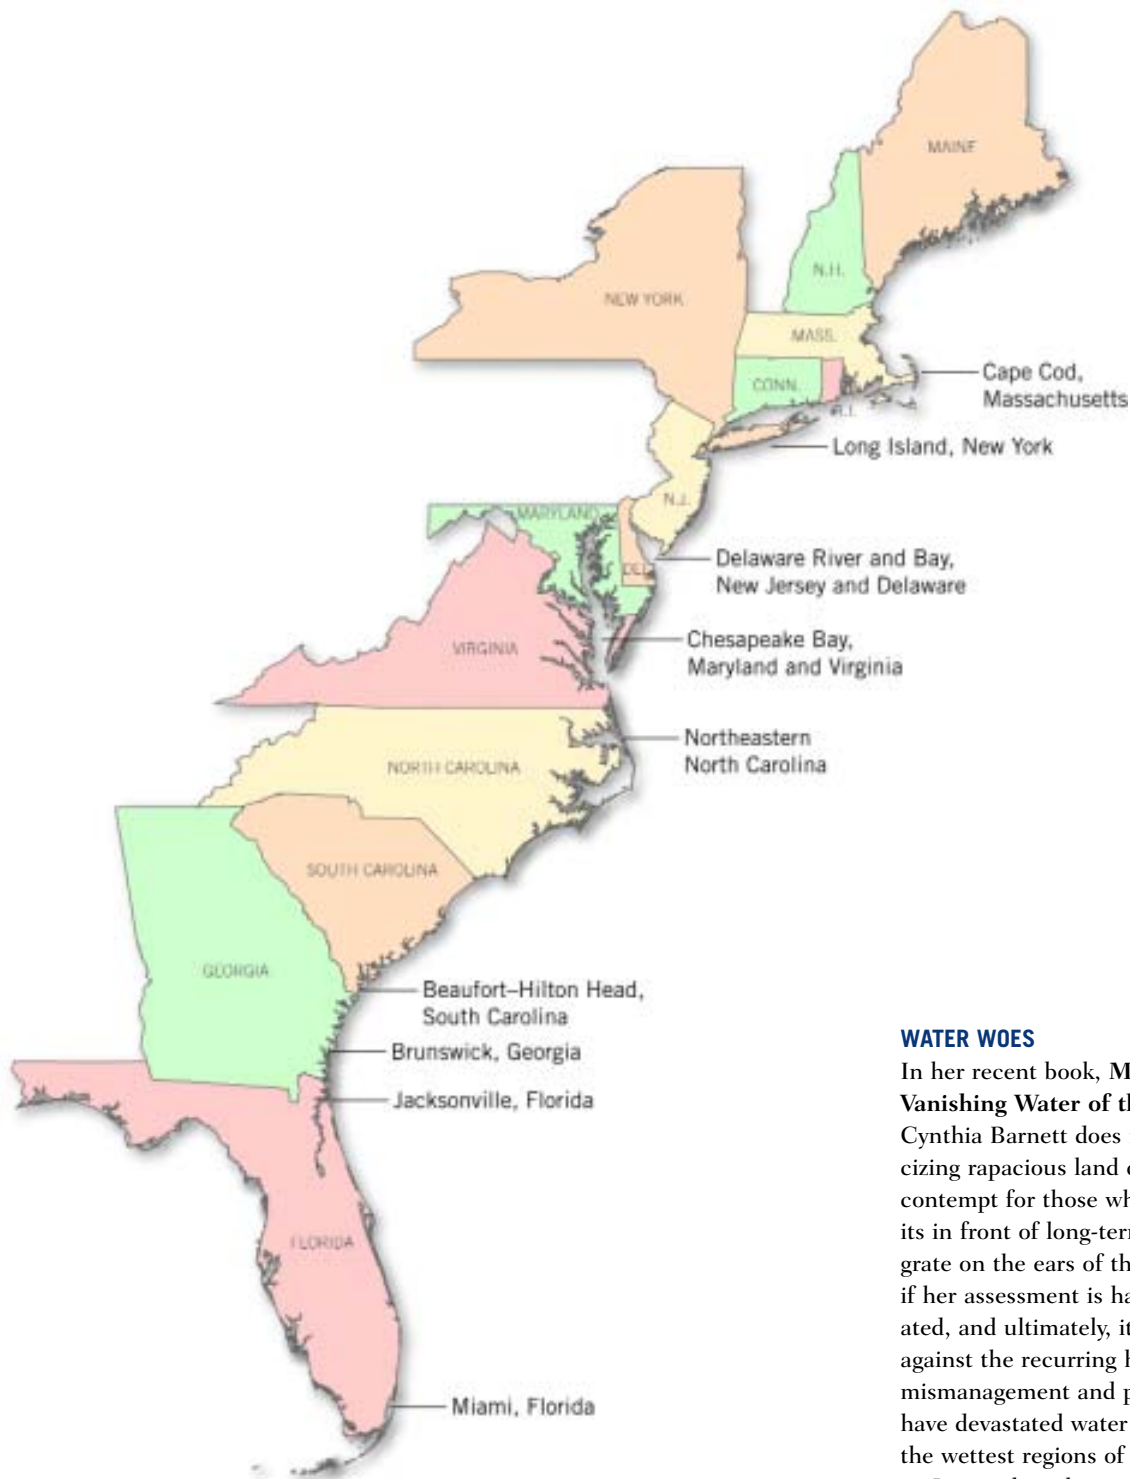 MAINE
N.H.
NEW YORK
MASS.
Cape Cod,
Massachusetts
CONN.
R.I.
Long Island, New York
N.J.
MARYLAND
DEL.
Delaware River and Bay,
New Jersey and Delaware
Chesapeake Bay,
Maryland and Virginia
VIRGINIA
Northeastern
North Carolina
NORTH CAROLINA
SOUTH CAROLINA
GEORGIA
Beaufort–Hilton Head,
South Carolina
Brunswick, Georgia
Jacksonville, Florida
FLORIDA
Miami, Florida
WATER WOES
In her recent book, M
Vanishing Water of th
Cynthia Barnett does
cizing rapacious land
contempt for those wh
its in front of long-terr
grate on the ears of th
if her assessment is ha
ated, and ultimately, it
against the recurring h
mismanagement and p
have devastated water
the wettest regions of